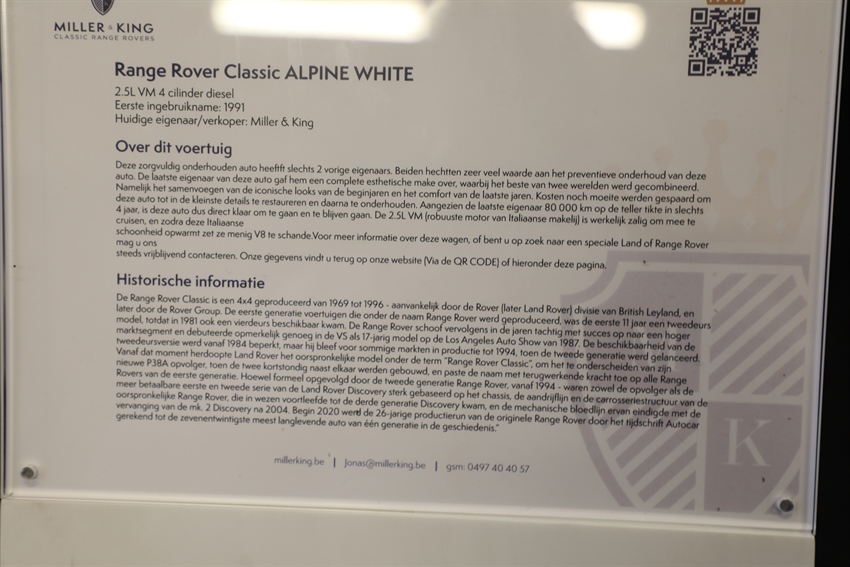 MILLER & KING
CLASSIC RANGE ROVERS
Range Rover Classic ALPINE WHITE
2.5L VM 4 cilinder diesel
Eerste ingebruikname: 1991
Huidige eigenaar/verkoper: Miller & King
Over dit voertuig
Deze zorgvuldig onderhouden auto heeftft slechts 2 vorige eigenaars. Beiden hechtten zeer veel waarde aan het preventieve onderhoud van deze
auto. De laatste eigenaar van deze auto gaf hem een complete esthetische make over, waarbij het beste van twee werelden werd gecombineerd.
Namelijk het samenvoegen van de iconische looks van de beginjaren en het comfort van de laatste jaren. Kosten noch moeite werden gespaard om
deze auto tot in de kleinste details te restaureren en daarna te onderhouden. Aangezien de laatste eigenaar 80 000 km op de teller tikte in slechts
4 jaar, is deze auto dus direct klaar om te gaan en te blijven gaan. De 2.5L VM (robuuste motor van Italiaanse makelij) is werkelijk zalig om mee te
cruisen, en zodra deze Italiaanse
schoonheid opwarmt zet ze menig V8 te schande.Voor meer informatie over deze wagen, of bent u op zoek naar een speciale Land of Range Rover
mag u ons
steeds vrijblijvend contacteren. Onze gegevens vindt u terug op onze website (Via de QR CODE) of hieronder deze pagina.
Historische informatie
De Range Rover Classic is een 4x4 geproduceerd van 1969 tot 1996 - aanvankelijk door de Rover (later Land Rover) divisie van British Leyland, en
later door de Rover Group. De eerste generatie voertuigen die onder de naam Range Rover werd geproduceerd, was de eerste 11 jaar een tweedeurs
model, totdat in 1981 ook een vierdeurs beschikbaar kwam. De Range Rover schoof vervolgens in de jaren tachtig met succes op naar een hoger
marktsegment en debuteerde opmerkelijk genoeg in de VS als 17-jarig model op de Los Angeles Auto Show van 1987. De beschikbaarheid van de
tweedeursversie werd vanaf 1984 beperkt, maar hij bleef voor sommige markten in productie tot 1994, toen de tweede generatie werd gelanceerd.
Vanaf dat moment herdoopte Land Rover het oorspronkelijke model onder de term "Range Rover Classic", om het te onderscheiden van zijn
nieuwe P38A opvolger, toen de twee kortstondig naast elkaar werden gebouwd, en paste de naam met terugwerkende kracht toe op alle Range
Rovers van de eerste generatie. Hoewel formeel opgevolgd door de tweede generatie Range Rover, vanaf 1994 - waren zowel de opvolger als de
meer betaalbare eerste en tweede serie van de Land Rover Discovery sterk gebaseerd op het chassis, de aandrijflijn en de carrosseriestructuur van de
oorspronkelijke Range Rover, die in wezen voortleefde tot de derde generatie Discovery kwam, en de mechanische bloedlijn ervan eindigde met de
vervanging van de mk. 2 Discovery na 2004. Begin 2020 werd de 26-jarige productierun van de originele Range Rover door het tijdschrift Autocar
gerekend tot de zevenentwintigste meest langlevende auto van één generatie in de geschiedenis."
K
millerking.be | Jonas@millerking.be | gsm: 0497 40 40 57